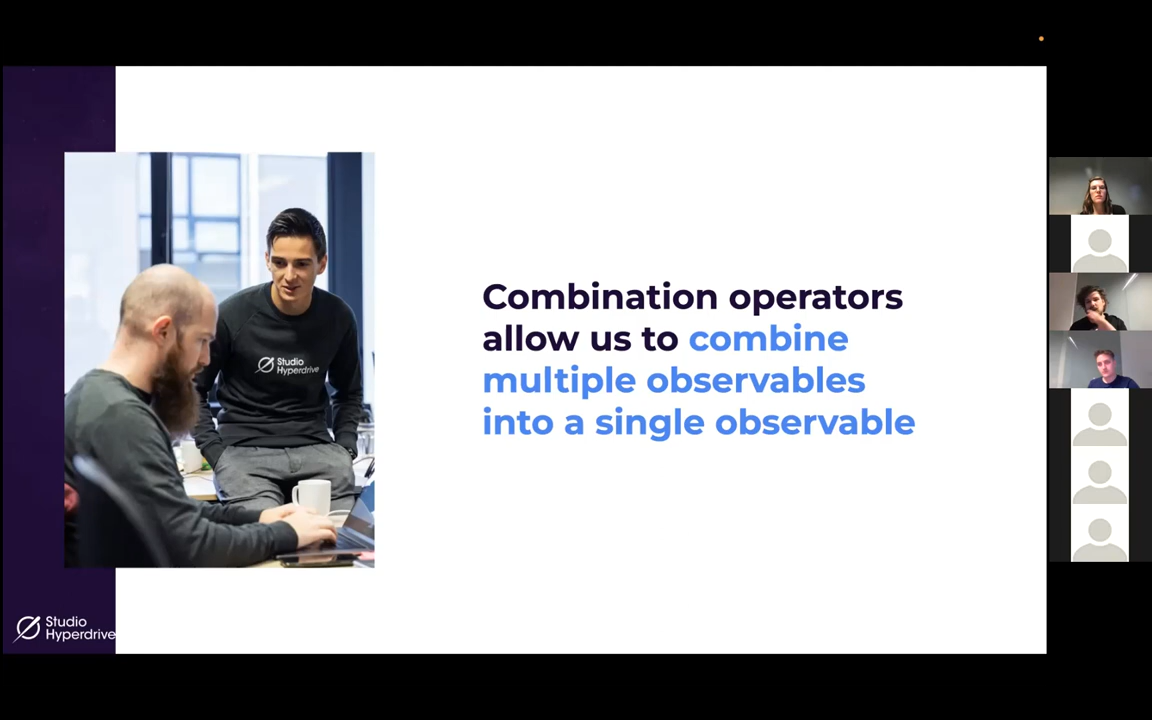 Combination operators
allow us to combine
multiple observables
into a single observable
Studio
Hyperdrive
Studio
Hyperdrive